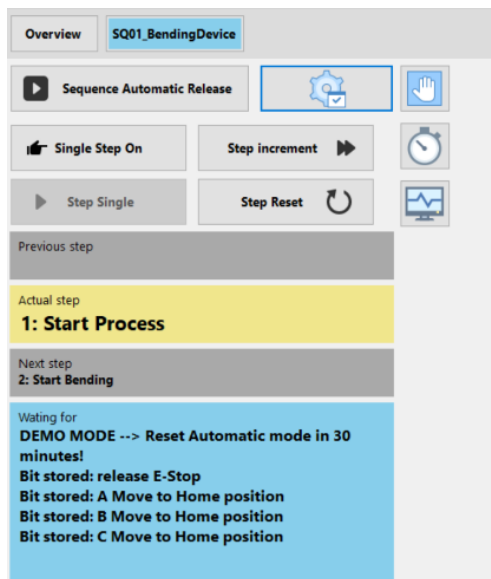 Overview
SQ01_BendingDevice
Sequence Automatic Release
Single Step On
Step increment
Step Single
Step Reset
Previous step
Actual step
1: Start Process
Next step
2: Start Bending
Wating for
DEMO MODE --> Reset Automatic mode in 30
minutes!
Bit stored: release E-Stop
Bit stored: A Move to Home position
Bit stored: B Move to Home position
Bit stored: C Move to Home position